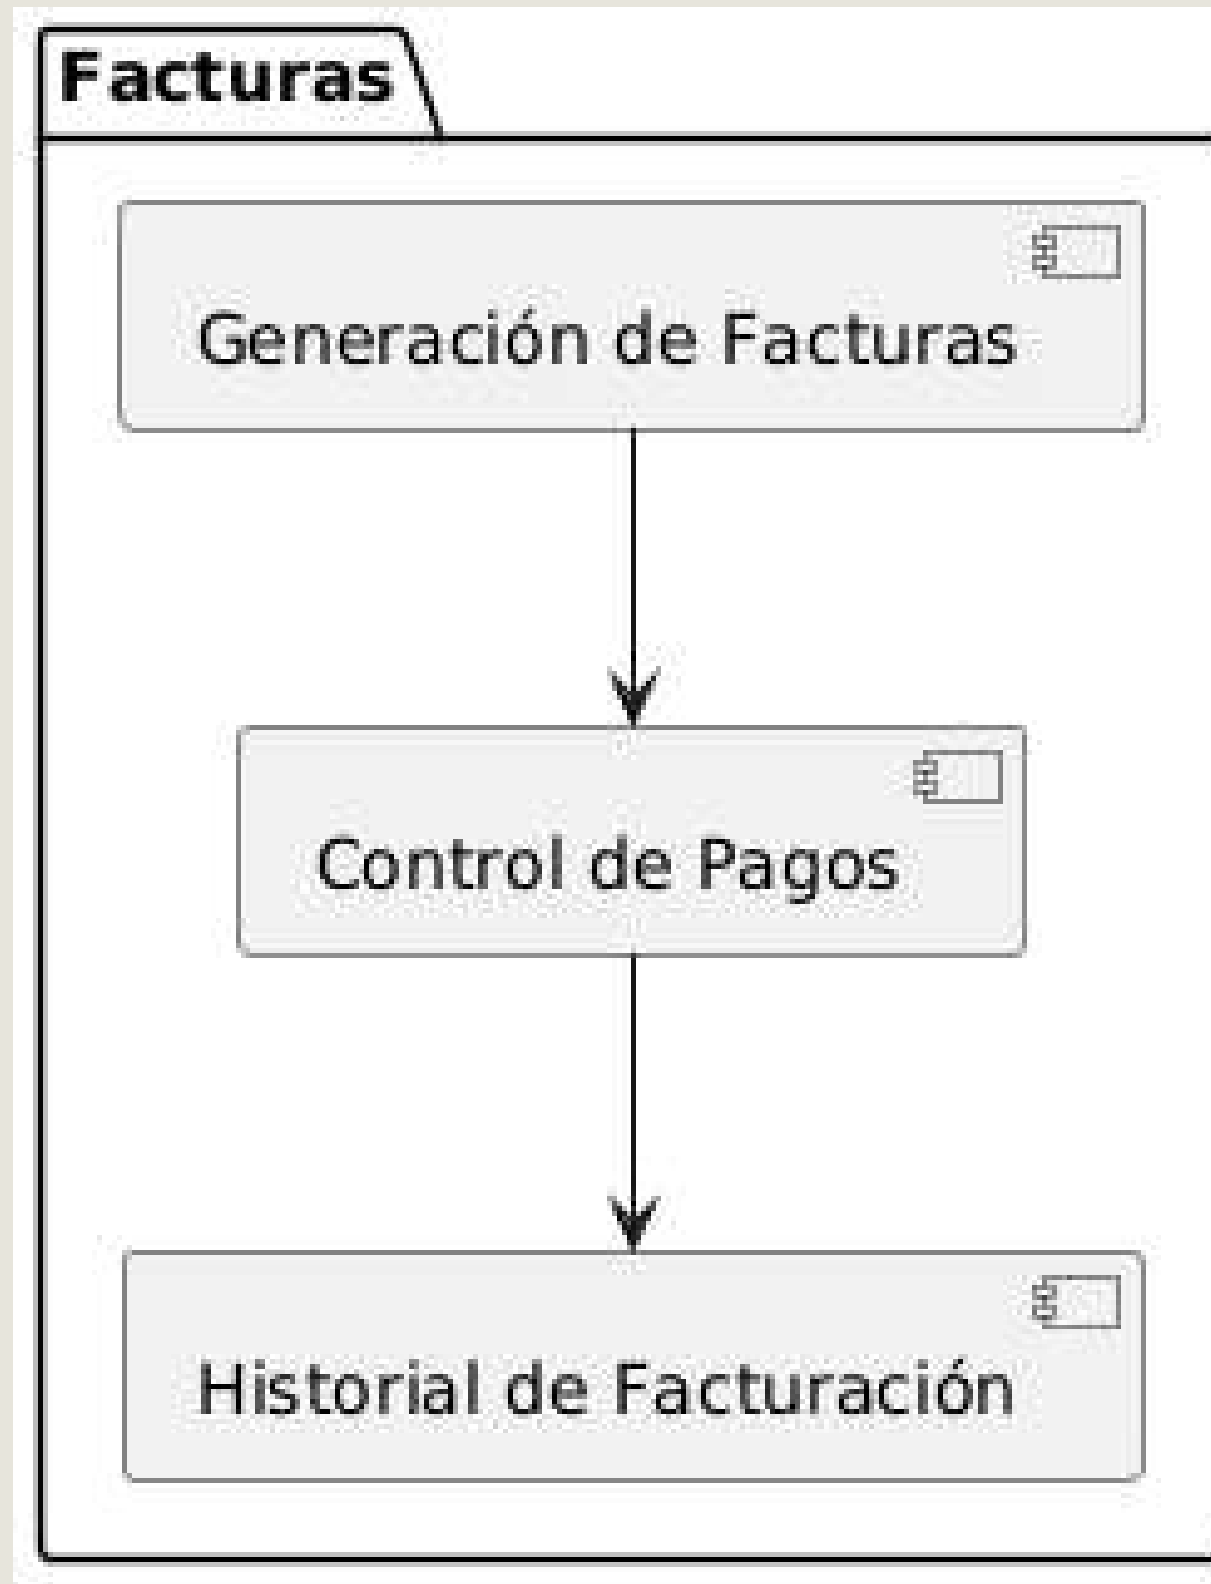 Facturas
Generación de Facturas
Control de Pagos
Historial de Facturación